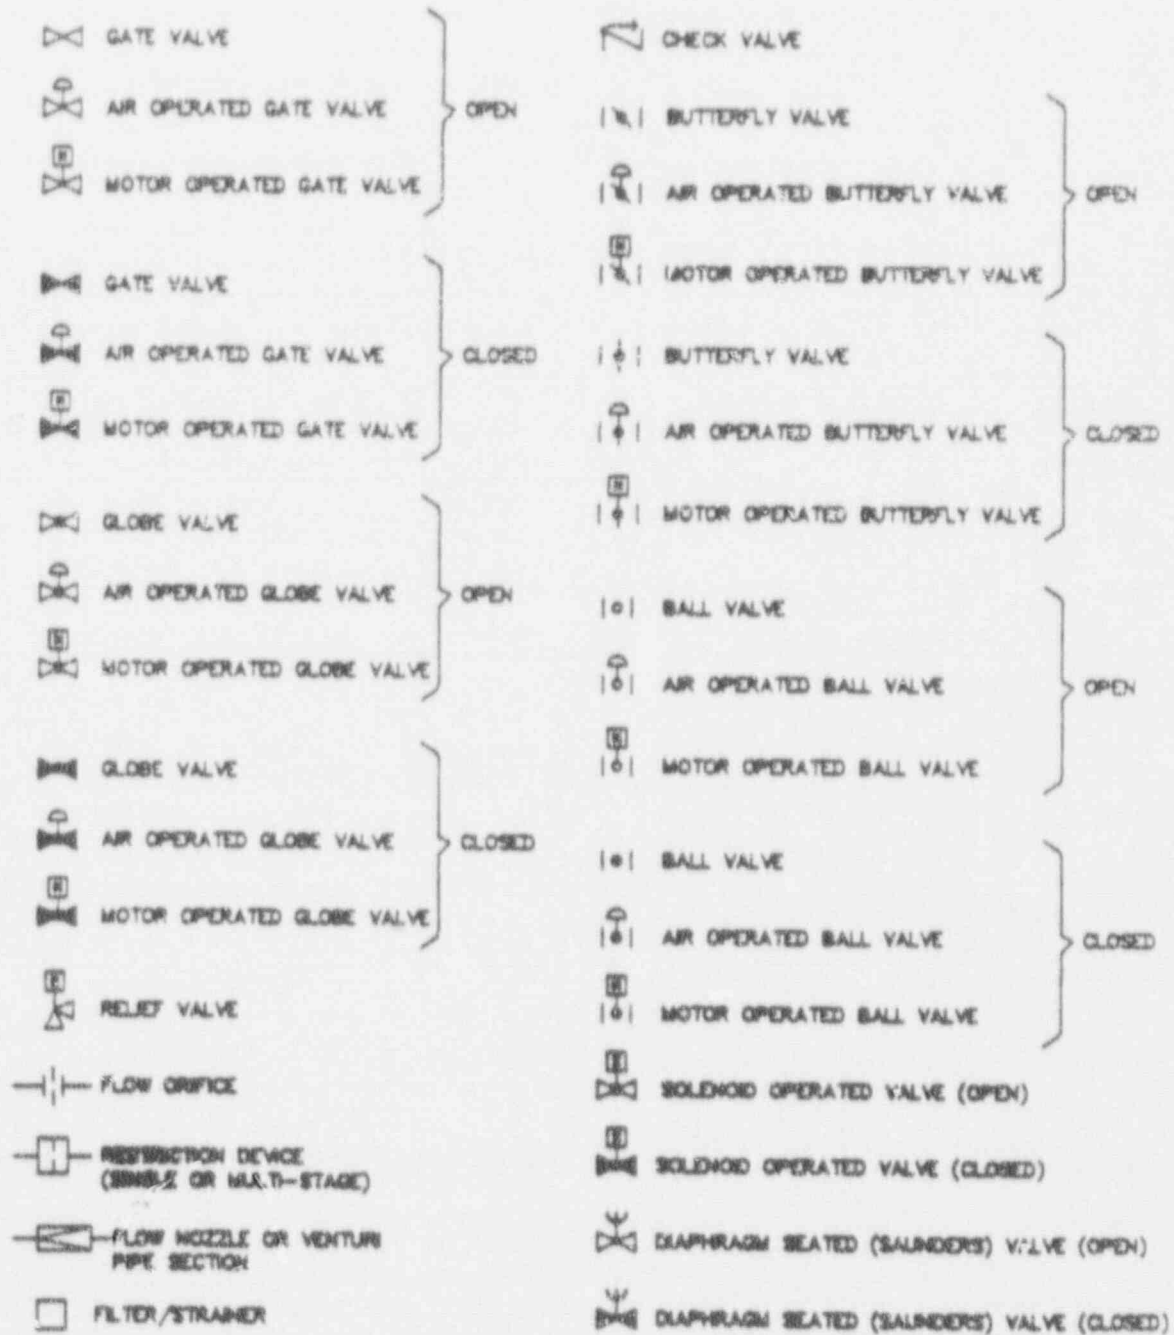 GATE VALVE
AIR OPERATED GATE VALVE
M
MOTOR OPERATED GATE VALVE
OPEN
GATE VALVE
AIR OPERATED GATE VALVE
M
MOTOR OPERATED GATE VALVE
CLOSED
GLOBE VALVE
AIR OPERATED GLOBE VALVE
M
MOTOR OPERATED GLOBE VALVE
OPEN
GLOBE VALVE
AIR OPERATED GLOBE VALVE
M
MOTOR OPERATED GLOBE VALVE
CLOSED
RELIEF VALVE
FLOW ORIFICE
RESTRICTION DEVICE
(SINGLE OR MULTI-STAGE)
FLOW NOZZLE OR VENTURI
PIPE SECTION
FILTER/STRAINER
CHECK VALVE
BUTTERFLY VALVE
AIR OPERATED BUTTERFLY VALVE
M
MOTOR OPERATED BUTTERFLY VALVE
OPEN
BUTTERFLY VALVE
AIR OPERATED BUTTERFLY VALVE
M
MOTOR OPERATED BUTTERFLY VALVE
CLOSED
BALL VALVE
AIR OPERATED BALL VALVE
M
MOTOR OPERATED BALL VALVE
OPEN
BALL VALVE
AIR OPERATED BALL VALVE
M
MOTOR OPERATED BALL VALVE
CLOSED
SOLENOID OPERATED VALVE (OPEN)
SOLENOID OPERATED VALVE (CLOSED)
DIAPHRAGM SEATED (SAUNDERS) VALVE (OPEN)
DIAPHRAGM SEATED (SAUNDERS) VALVE (CLOSED)